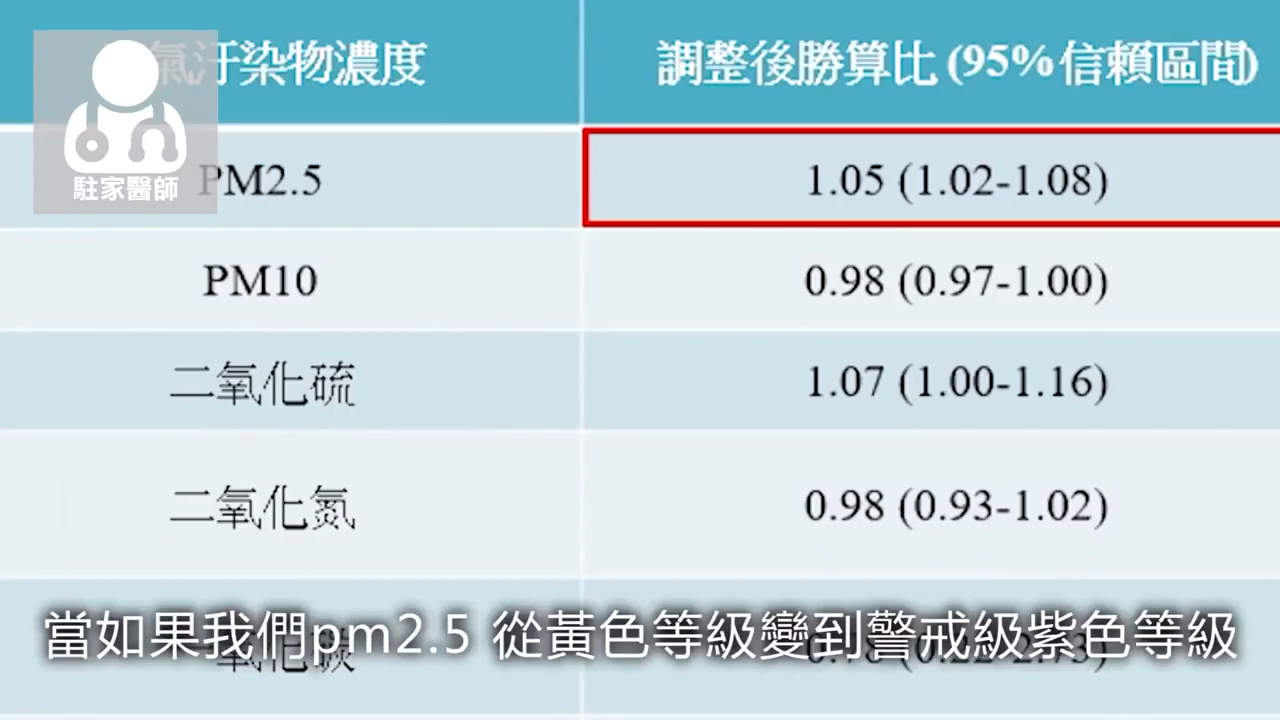 氣汙染物濃度 調整後勝算比 (95%信賴區間)
駐家醫師
PM2.5 1.05 (1.02-1.08)
PM10 0.98 (0.97-1.00)
二氧化硫 1.07 (1.00-1.16)
二氧化氮 0.98 (0.93-1.02)
當如果我們pm2.5 從黃色等級變到警戒級紫色等級